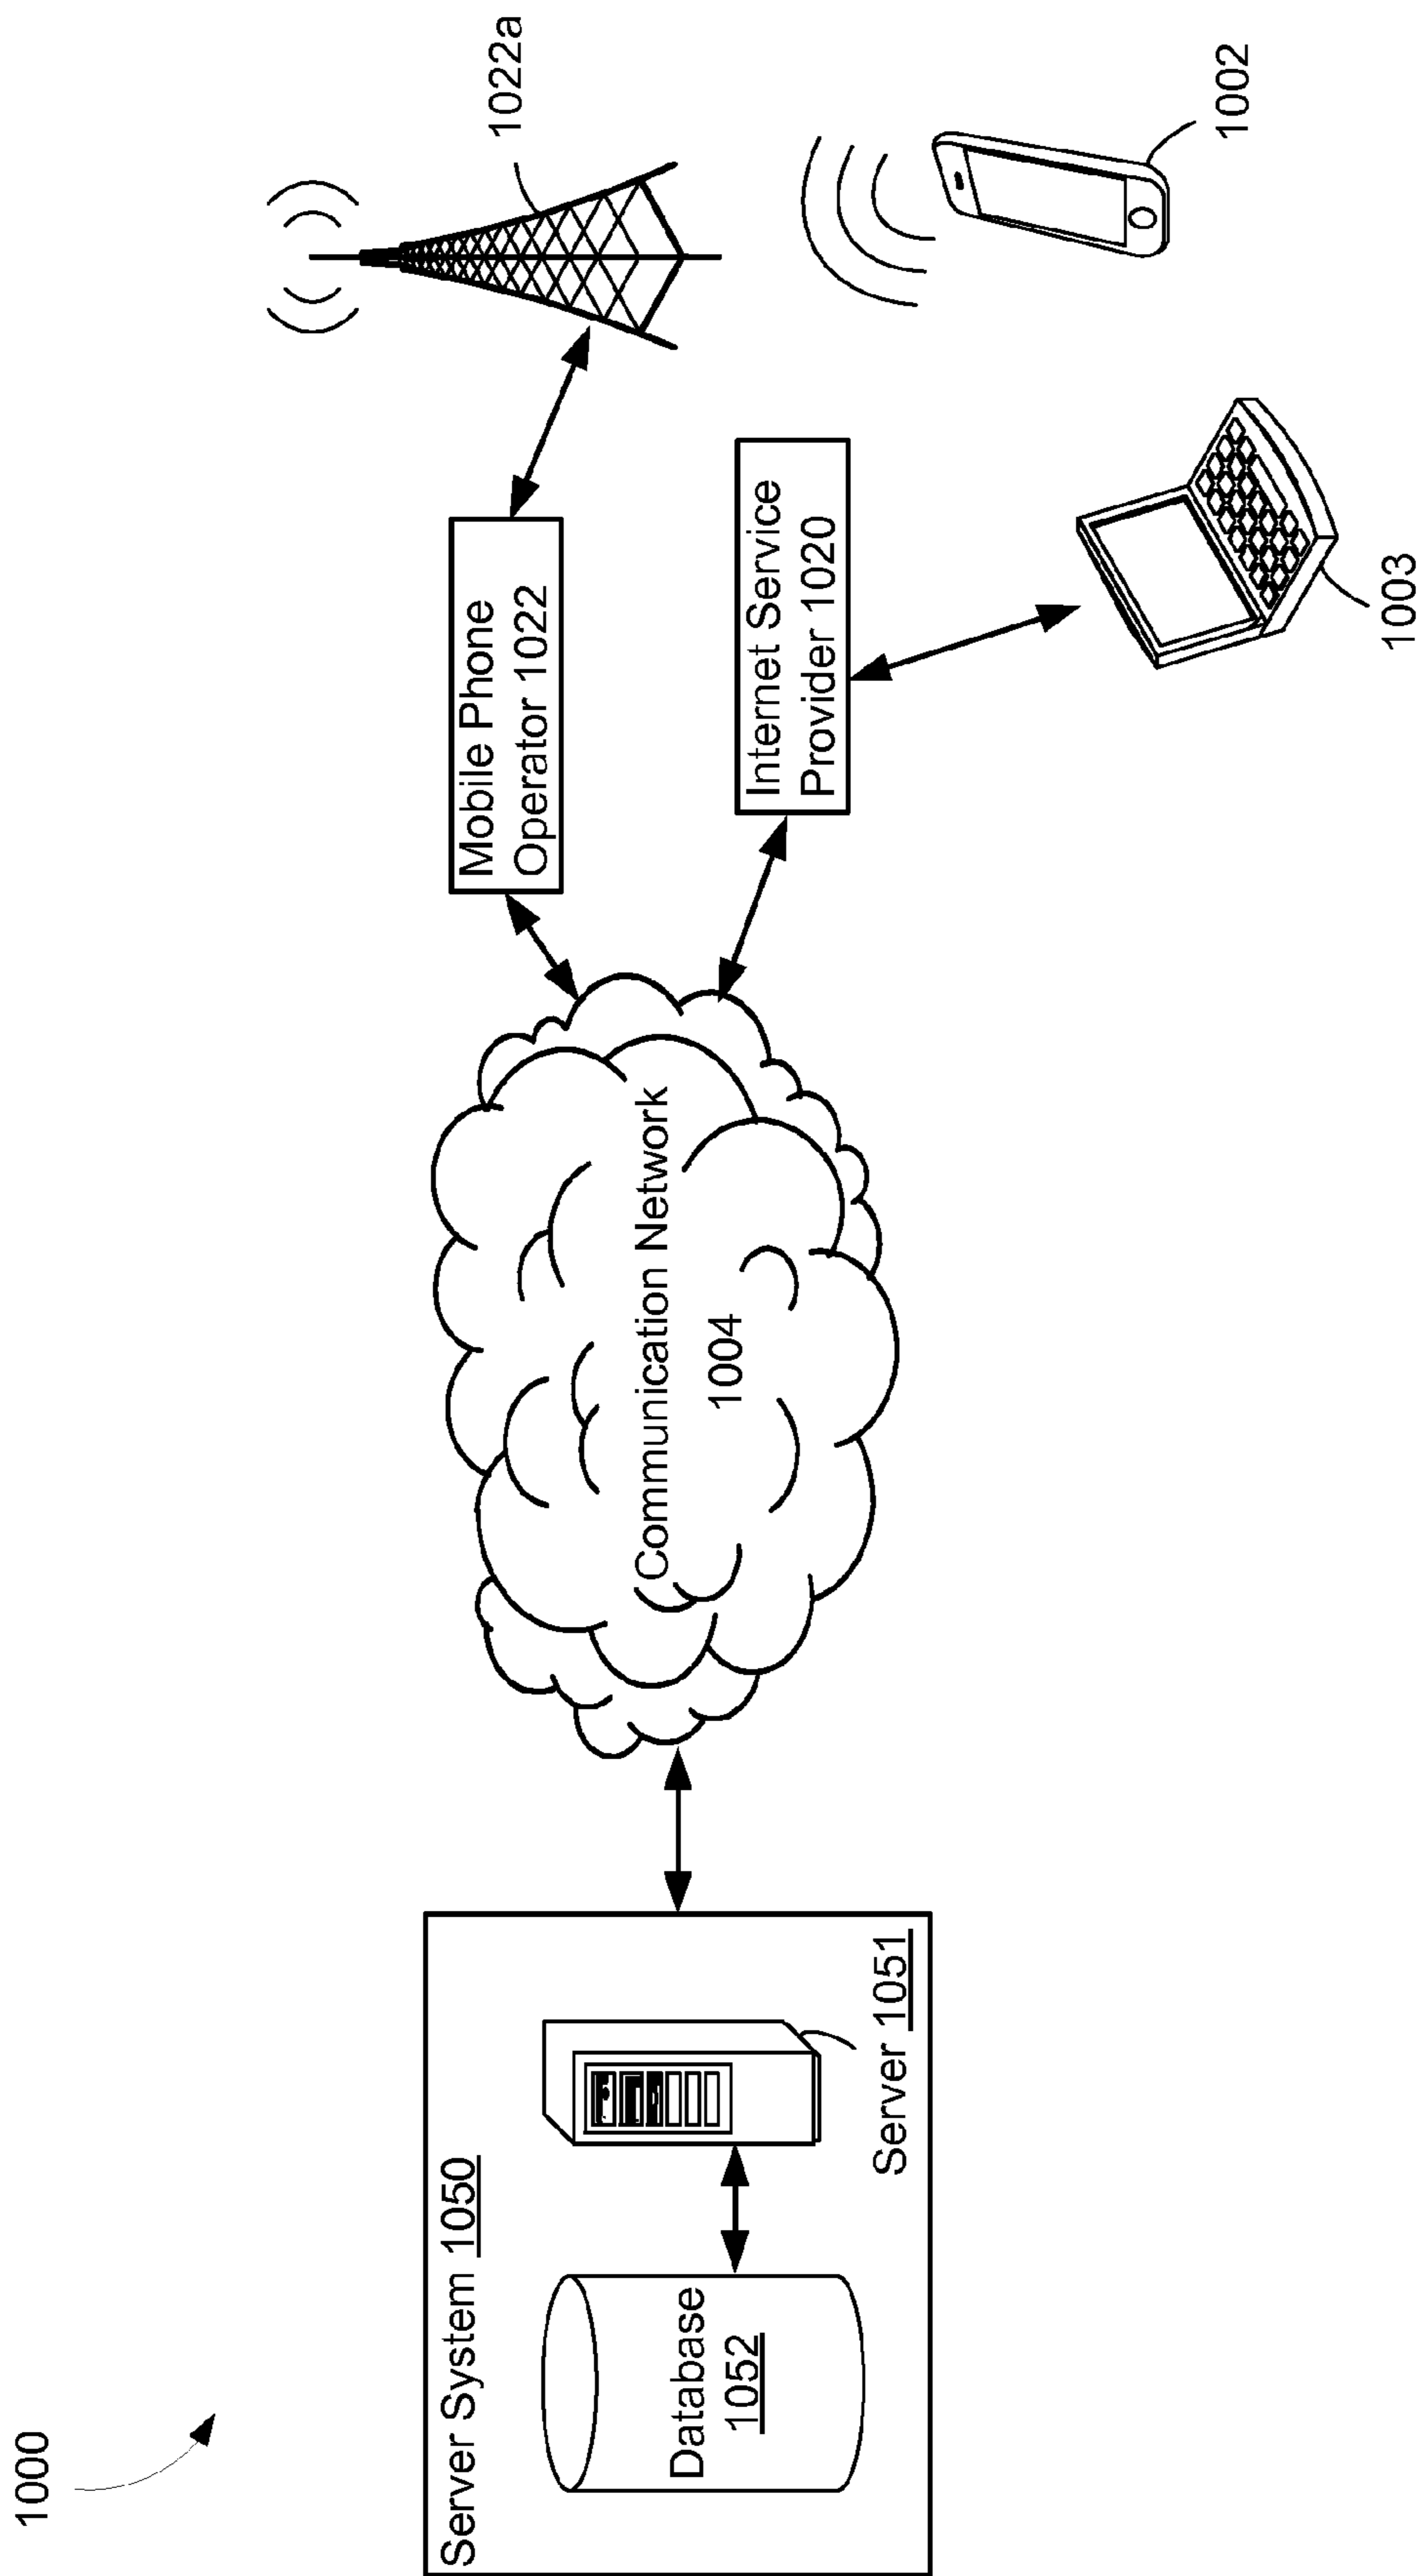 1000
Server System 1050
Database
1052
Server 1051
Communication Network
1004
Mobile Phone
Operator 1022
Internet Service
Provider 1020
1022a
1002
1003